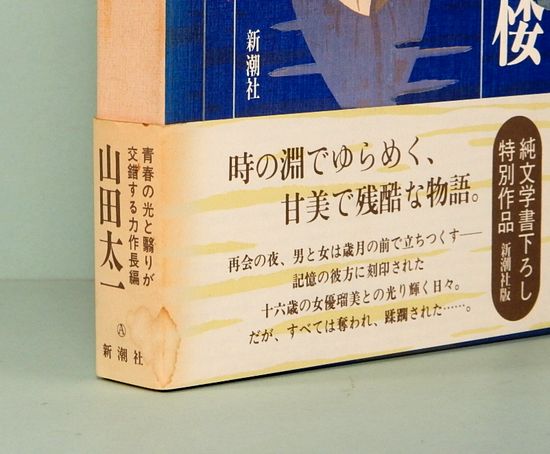 楼
新潮社
純文学書下ろし
特別作品 新潮社版
時の淵でゆらめく、
甘美で残酷な物語。
再会の夜、男と女は歳月の前で立ちつくす──
記憶の彼方に刻印された
十六歳の女優瑠美との光り輝く日々。
だが、すべては奪われ、蹂躙された……。
青春の光と翳りが
交錯する力作長編
山田太一
Ⓐ
新潮社